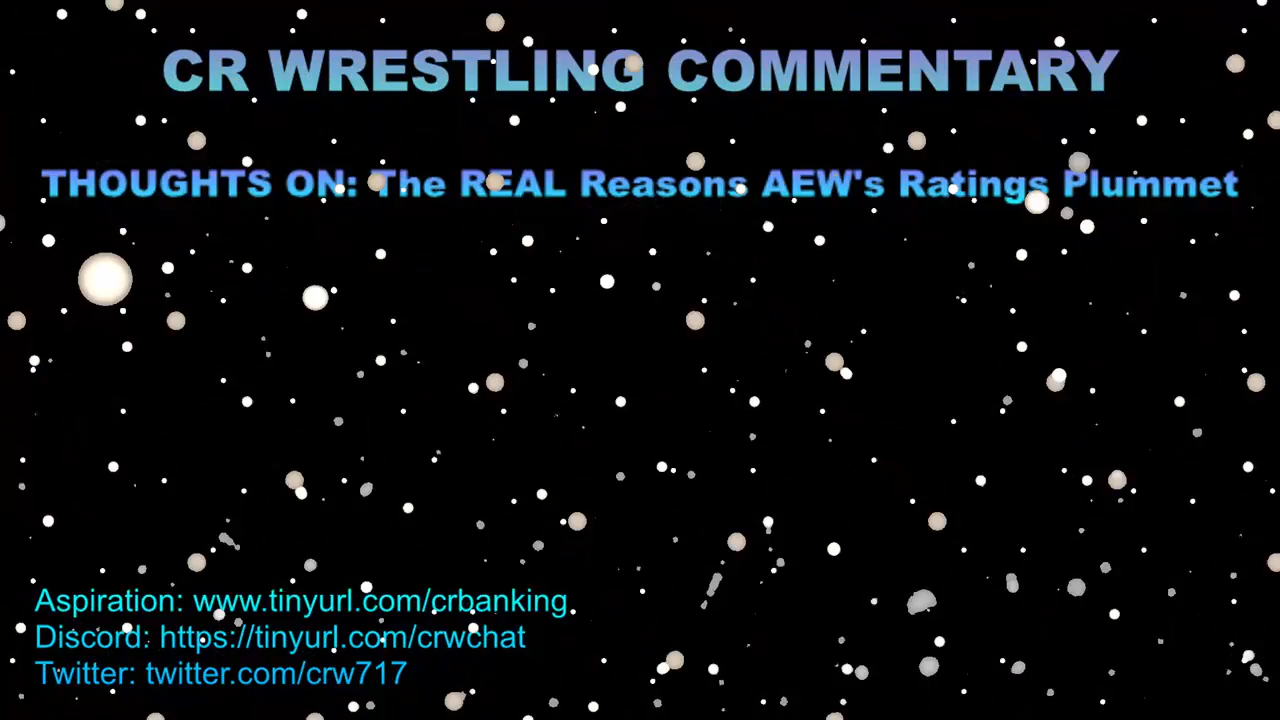 CR WRESTLING COMMENTARY
THOUGHTS ON: The REAL Reasons AEW's Ratings Plummet
Aspiration: www.tinyurl.com/crbanking
Discord: https://tinyurl.com/crwchat
Twitter: twitter.com/crw717